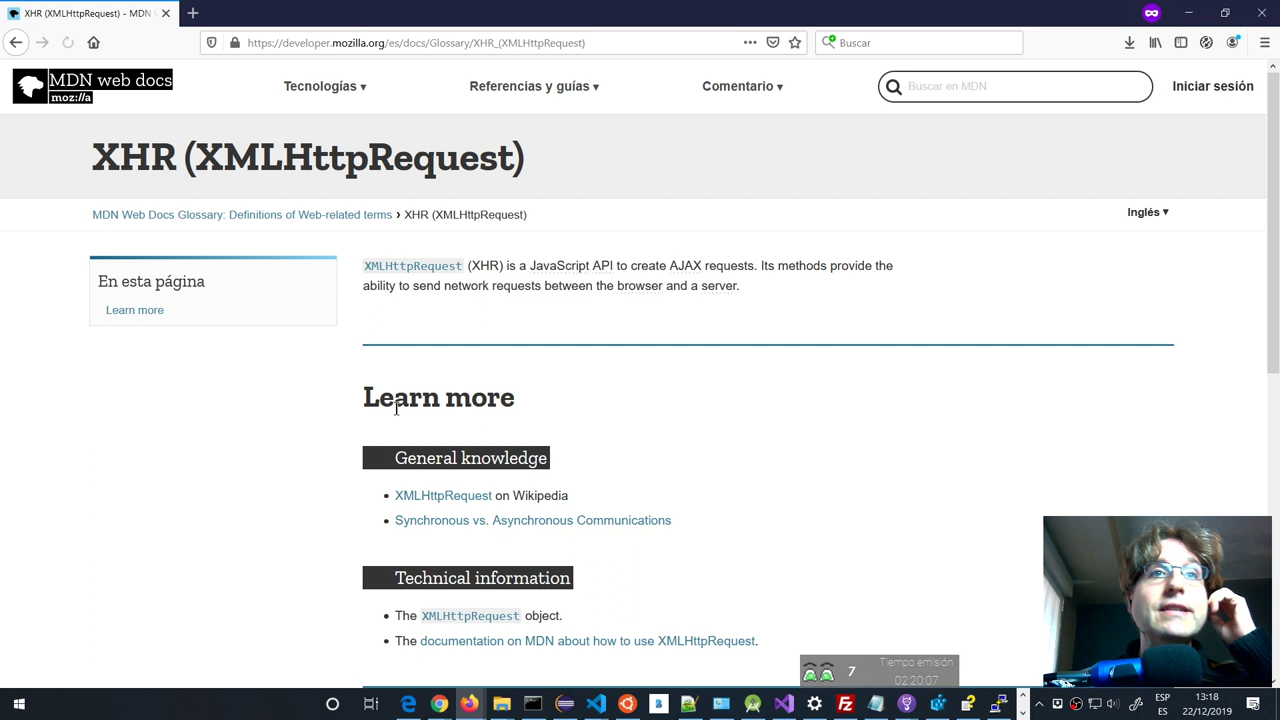 XHR (XMLHttpRequest) - MDN
https://developer.mozilla.org/es/docs/Glossary/XHR_(XMLHttpRequest)
Buscar
MDN web docs
moz://a
Tecnologías ▾
Referencias y guías ▾
Comentario ▾
Buscar en MDN
Iniciar sesión
XHR (XMLHttpRequest)
MDN Web Docs Glossary: Definitions of Web-related terms › XHR (XMLHttpRequest)
Inglés ▾
En esta página
Learn more
XMLHttpRequest (XHR) is a JavaScript API to create AJAX requests. Its methods provide the
ability to send network requests between the browser and a server.
Learn more
General knowledge
• XMLHttpRequest on Wikipedia
• Synchronous vs. Asynchronous Communications
Technical information
• The XMLHttpRequest object.
• The documentation on MDN about how to use XMLHttpRequest.
7
Tiempo emisión
02:20:07
ESP
ES
13:18
22/12/2019